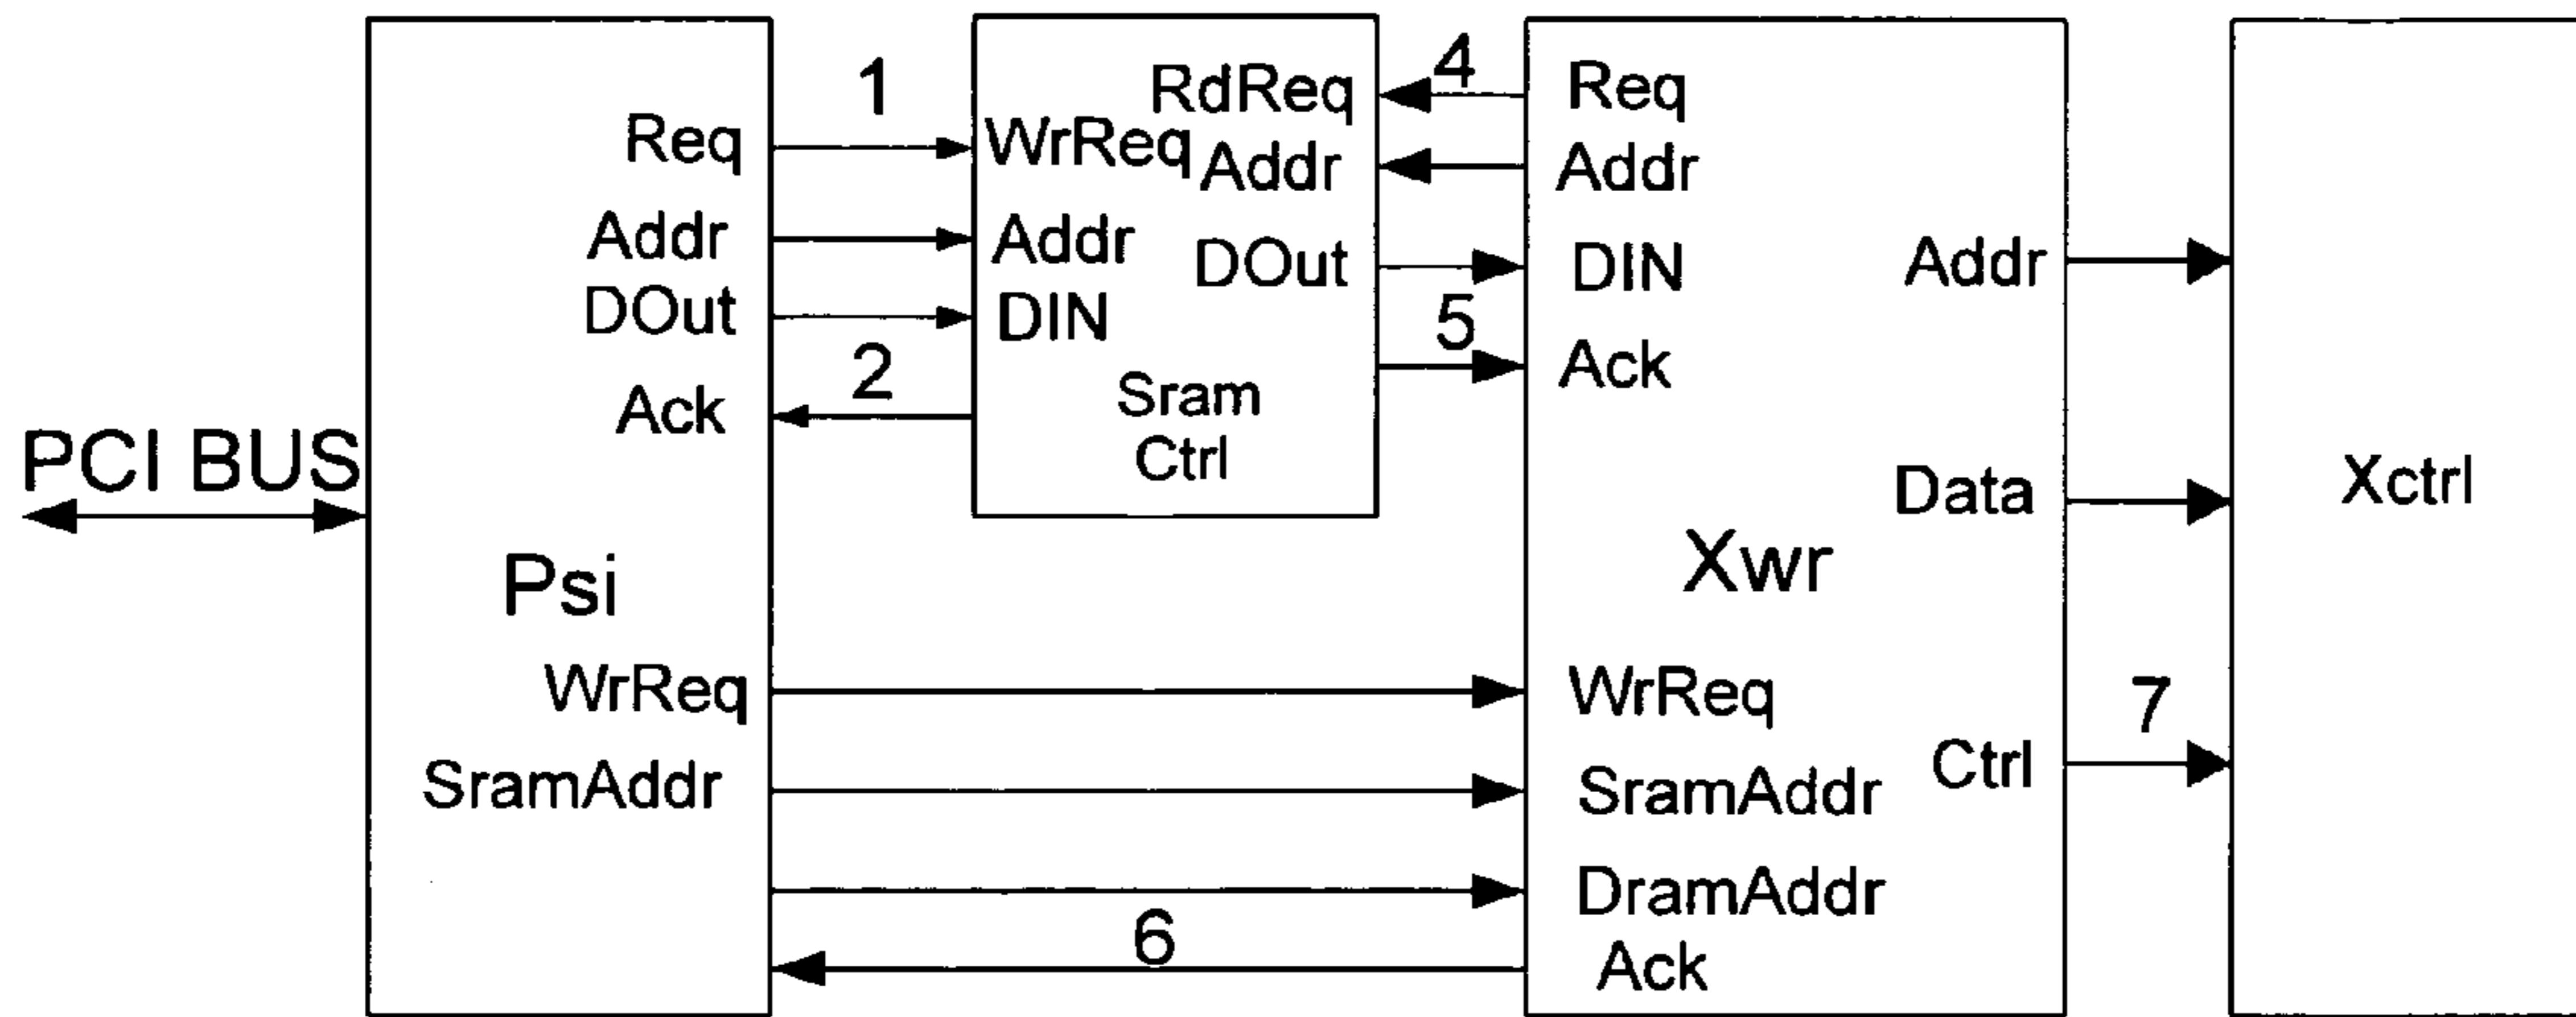 PCI BUS
Req
Addr
DOut
Ack
Psi
WrReq
SramAddr
1
2
WrReq
Addr
DIN
RdReq
Addr
DOut
Sram
Ctrl
4
5
6
Req
Addr
DIN
Ack
Xwr
WrReq
SramAddr
DramAddr
Ack
Addr
Data
Ctrl
7
Xctrl